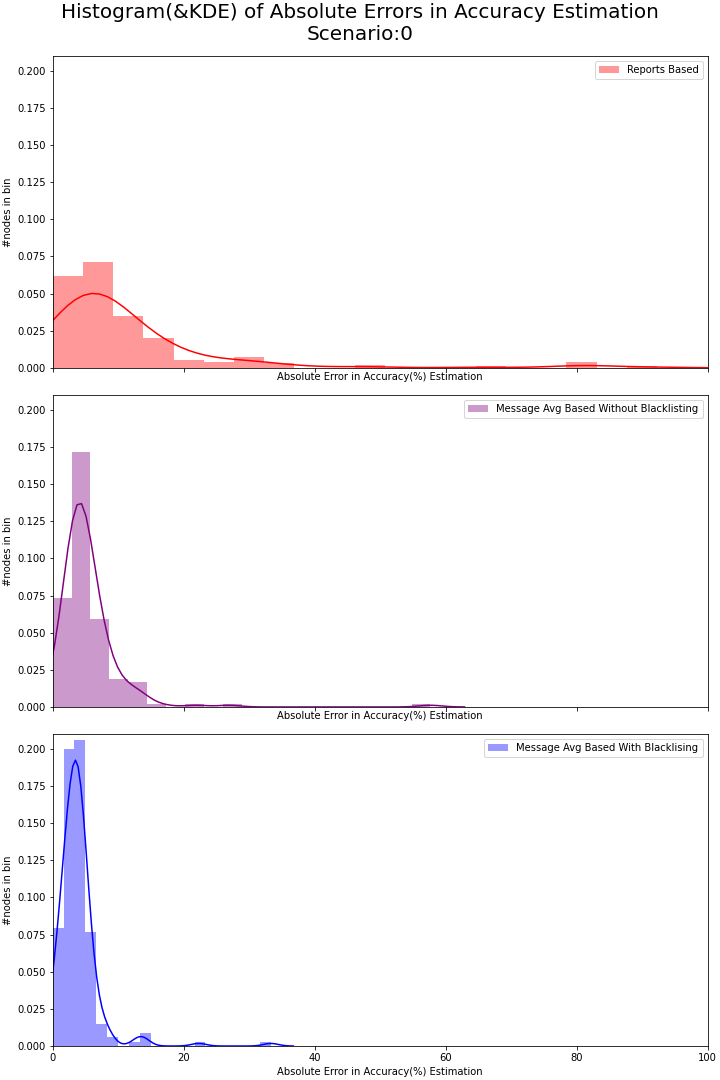 Histogram(&KDE) of Absolute Errors in Accuracy Estimation
Scenario:0
Reports Based
0.200
0.175
0.150
0.125
0.100
0.075
0.050
0.025
0.000
#nodes in bin
Absolute Error in Accuracy(%) Estimation
Message Avg Based Without Blacklisting
0.200
0.175
0.150
0.125
0.100
0.075
0.050
0.025
0.000
#nodes in bin
Absolute Error in Accuracy(%) Estimation
Message Avg Based With Blacklising
0.200
0.175
0.150
0.125
0.100
0.075
0.050
0.025
0.000
#nodes in bin
0 20 40 60 80 100
Absolute Error in Accuracy(%) Estimation